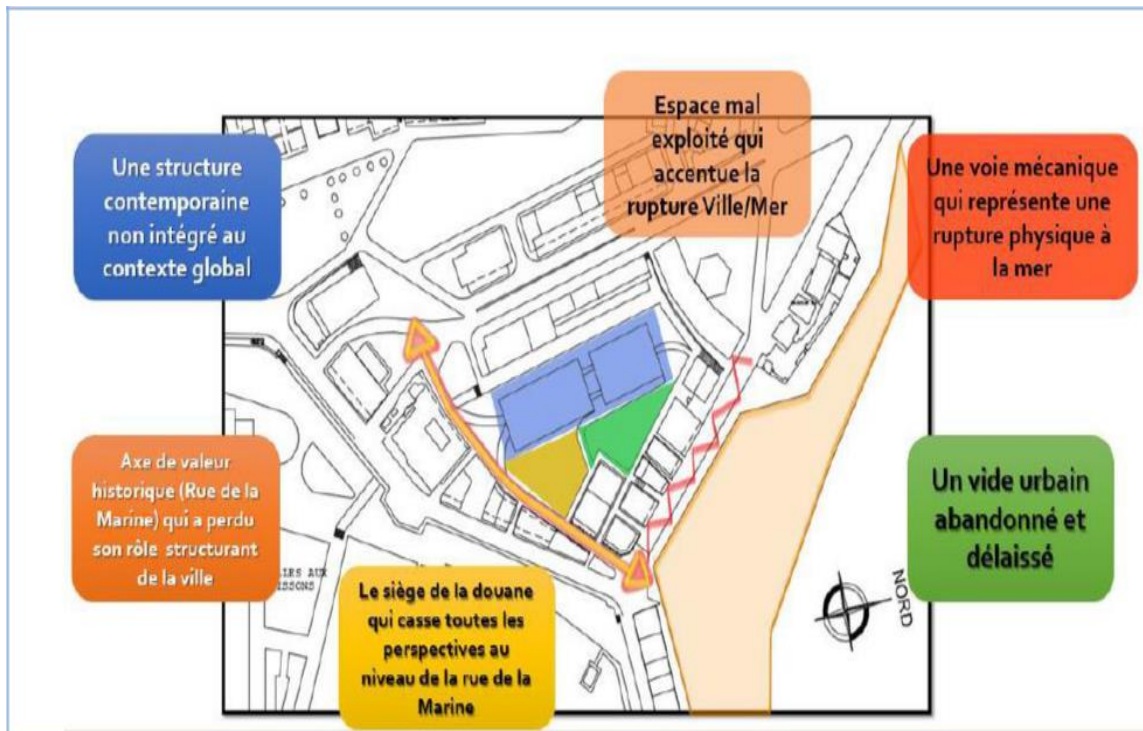 Espace mal
exploité qui
accentue la
rupture Ville/Mer
Une structure
contemporaine
non intégré au
contexte global
Une voie mécanique
qui représente une
rupture physique à
la mer
Axe de valeur
historique (Rue de la
Marine) qui a perdu
son rôle structurant
de la ville
Un vide urbain
abandonné et
délaissé
Le siège de la douane
qui casse toutes les
perspectives au
niveau de la rue de la
Marine
NORD